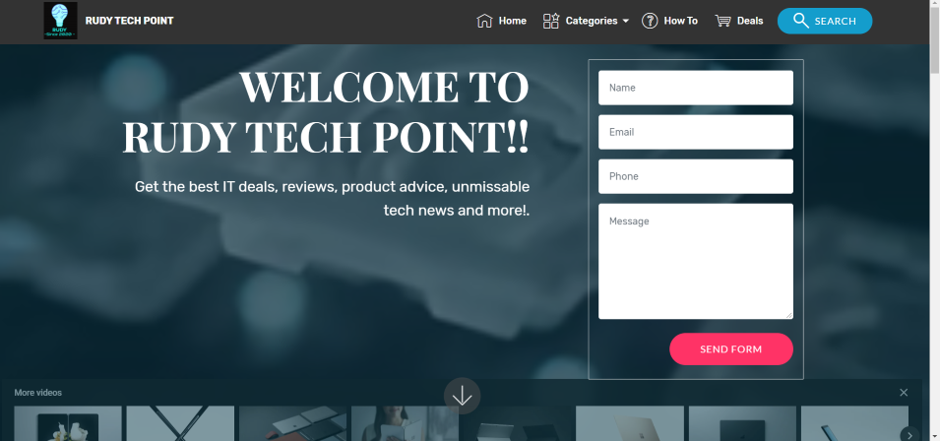 RUDY
RUDY TECH POINT
Home
Categories
How To
Deals
SEARCH
WELCOME TO
RUDY TECH POINT!!
Get the best IT deals, reviews, product advice, unmissable
tech news and more!.
Name
Email
Phone
Message
SEND FORM
More videos